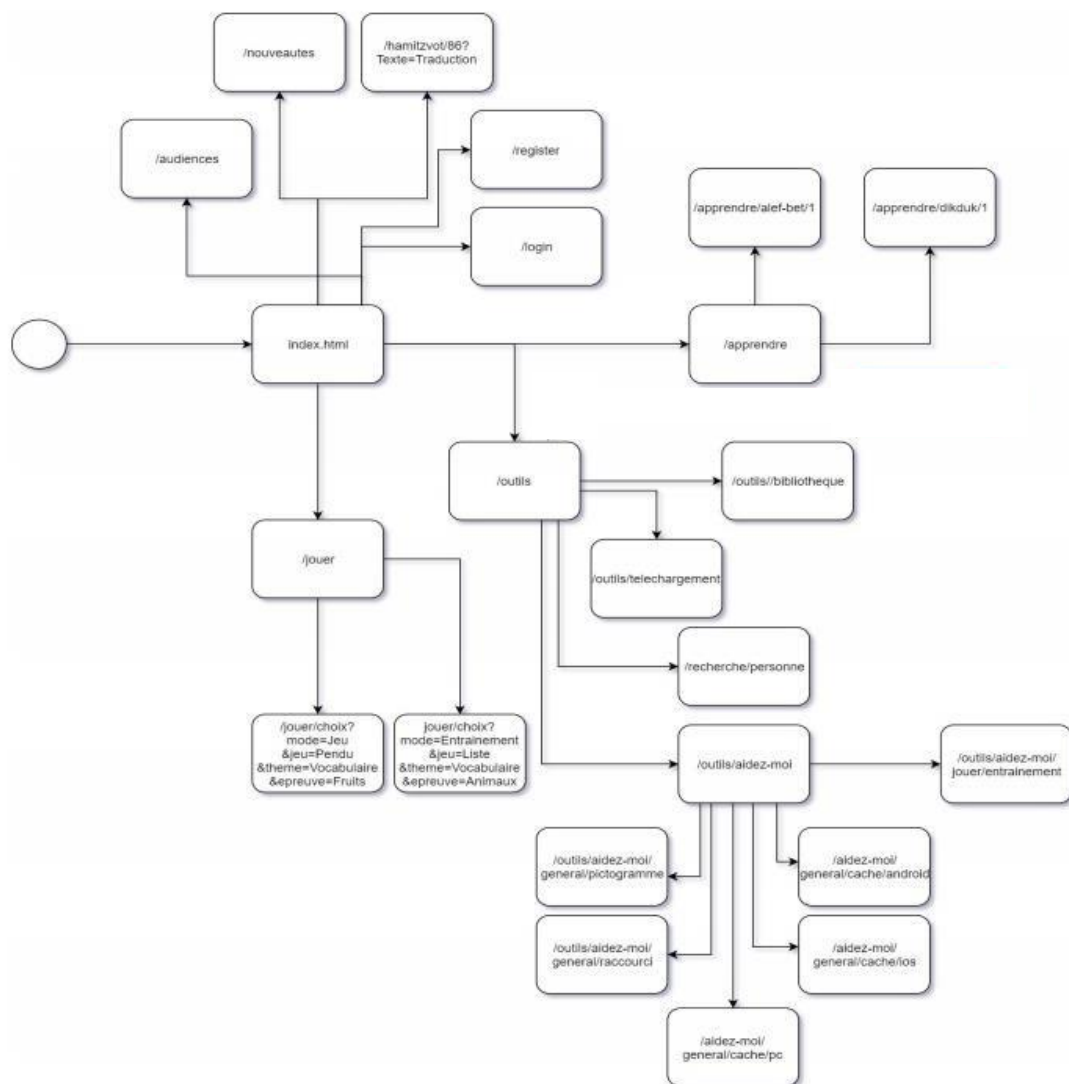 /nouveautes
/hamitzvot/86?
Texte=Traduction
/audiences
/register
/login
/apprendre/alef-bet/1
/apprendre/dikduk/1
index.html
/apprendre
/outils
/outils//bibliotheque
/jouer
/outils/telechargement
/recherche/personne
/jouer/choix?
mode=Jeu
&jeu=Pendu
&theme=Vocabulaire
&epreuve=Fruits
jouer/choix?
mode=Entrainement
&jeu=Liste
&theme=Vocabulaire
&epreuve=Animaux
/outils/aidez-moi
/outils/aidez-moi/
jouer/entrainement
/outils/aidez-moi/
general/pictogramme
/aidez-moi/
general/cache/android
/outils/aidez-moi/
general/raccourci
/aidez-moi/
general/cache/ios
/aidez-moi/
general/cache/pc